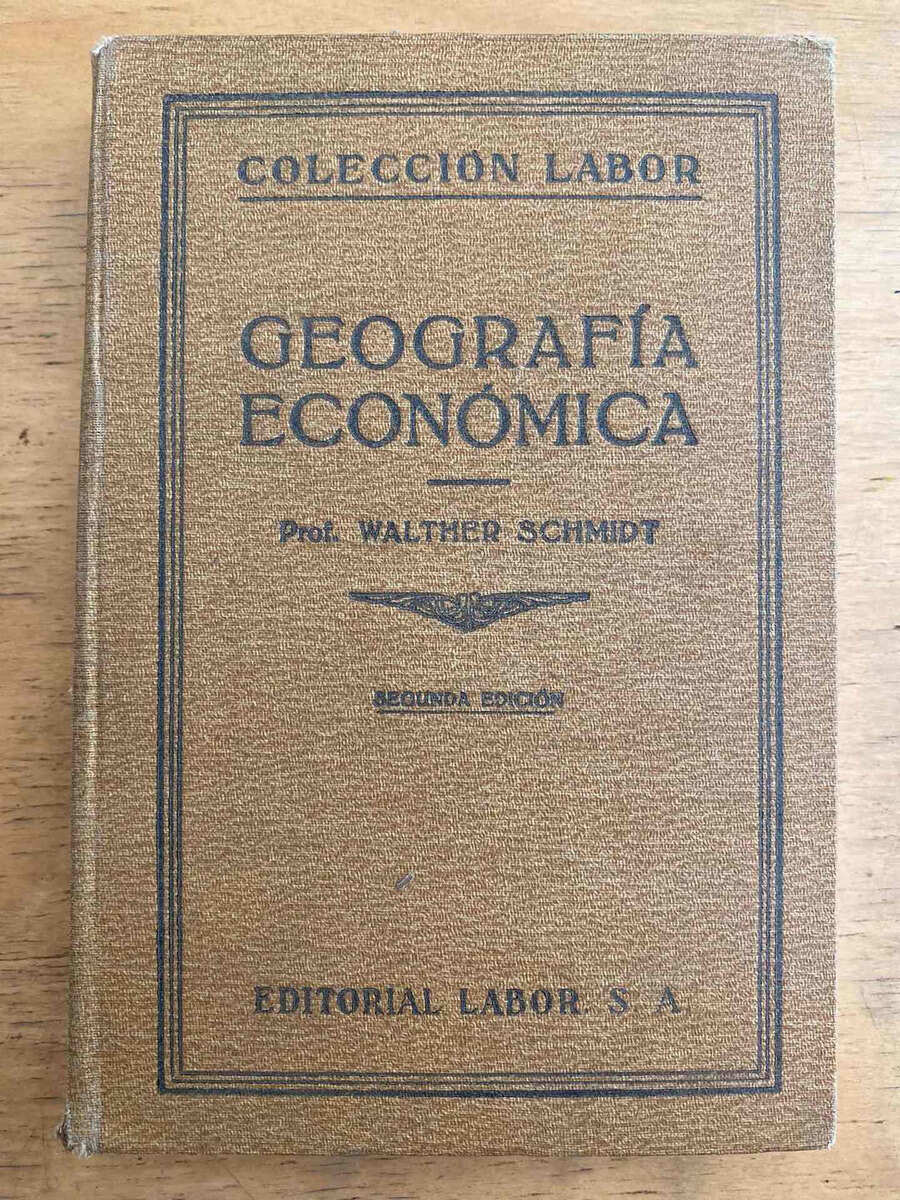 COLECCIÓN LABOR
GEOGRAFÍA
ECONÓMICA
Prof. WALTHER SCHMIDT
SEGUNDA EDICIÓN
EDITORIAL LABOR. S. A.